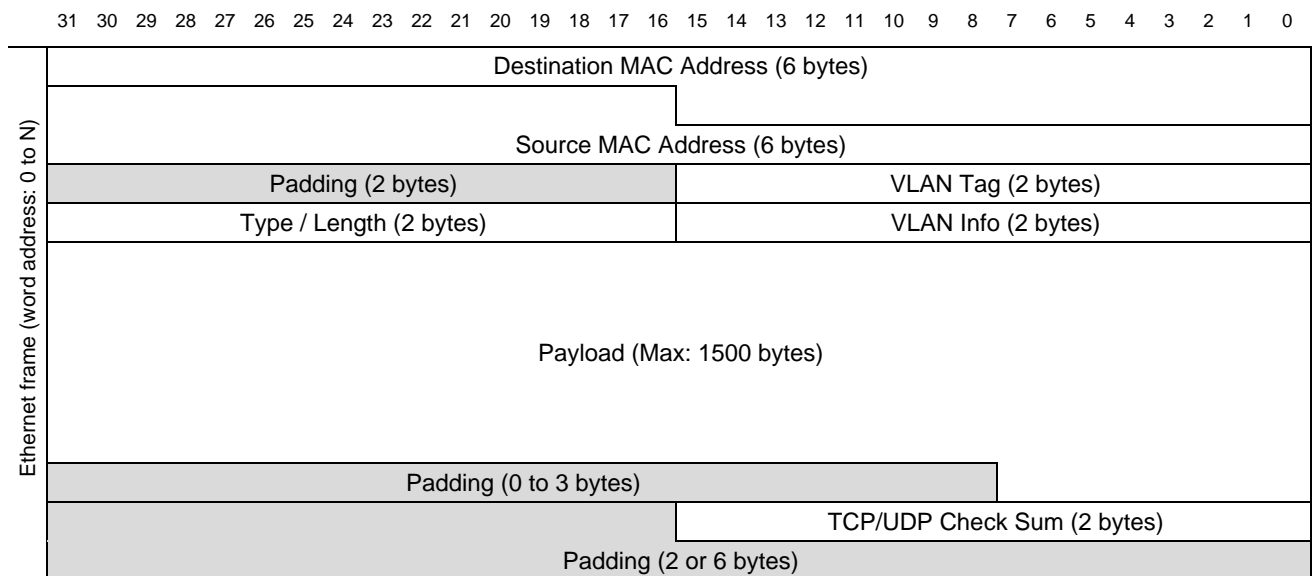 31 30 29 28 27 26 25 24 23 22 21 20 19 18 17 16 15 14 13 12 11 10 9 8 7 6 5 4 3 2 1 0
Ethernet frame (word address: 0 to N)
Destination MAC Address (6 bytes)
Source MAC Address (6 bytes)
Padding (2 bytes) VLAN Tag (2 bytes)
Type / Length (2 bytes) VLAN Info (2 bytes)
Payload (Max: 1500 bytes)
Padding (0 to 3 bytes)
TCP/UDP Check Sum (2 bytes)
Padding (2 or 6 bytes)